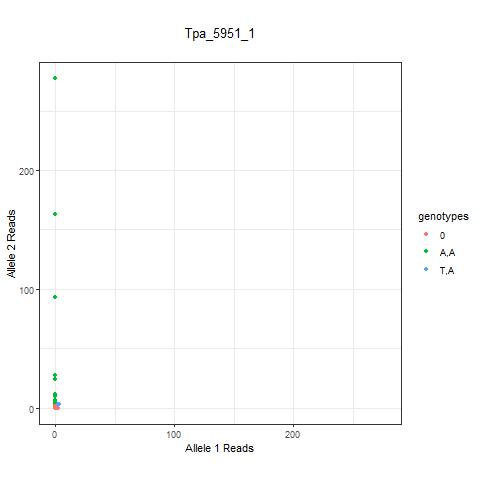 Tpa_5951_1
Allele 2 Reads
200
100
0
0
100
200
Allele 1 Reads
genotypes
0
A,A
T,A